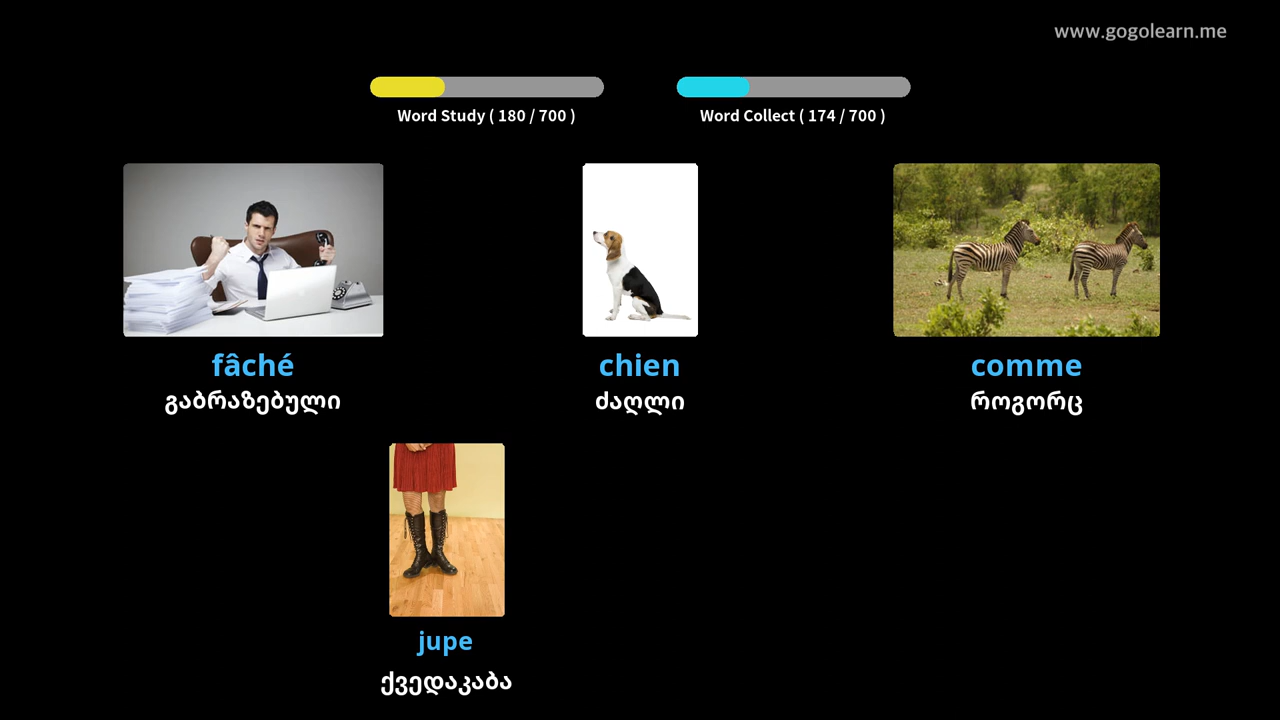 www.gogolearn.me
Word Study ( 180 / 700 )
Word Collect ( 174 / 700 )
fâché
chien
comme
გაბრაზებული
ძაღლი
როგორც
jupe
ქვედაკაბა